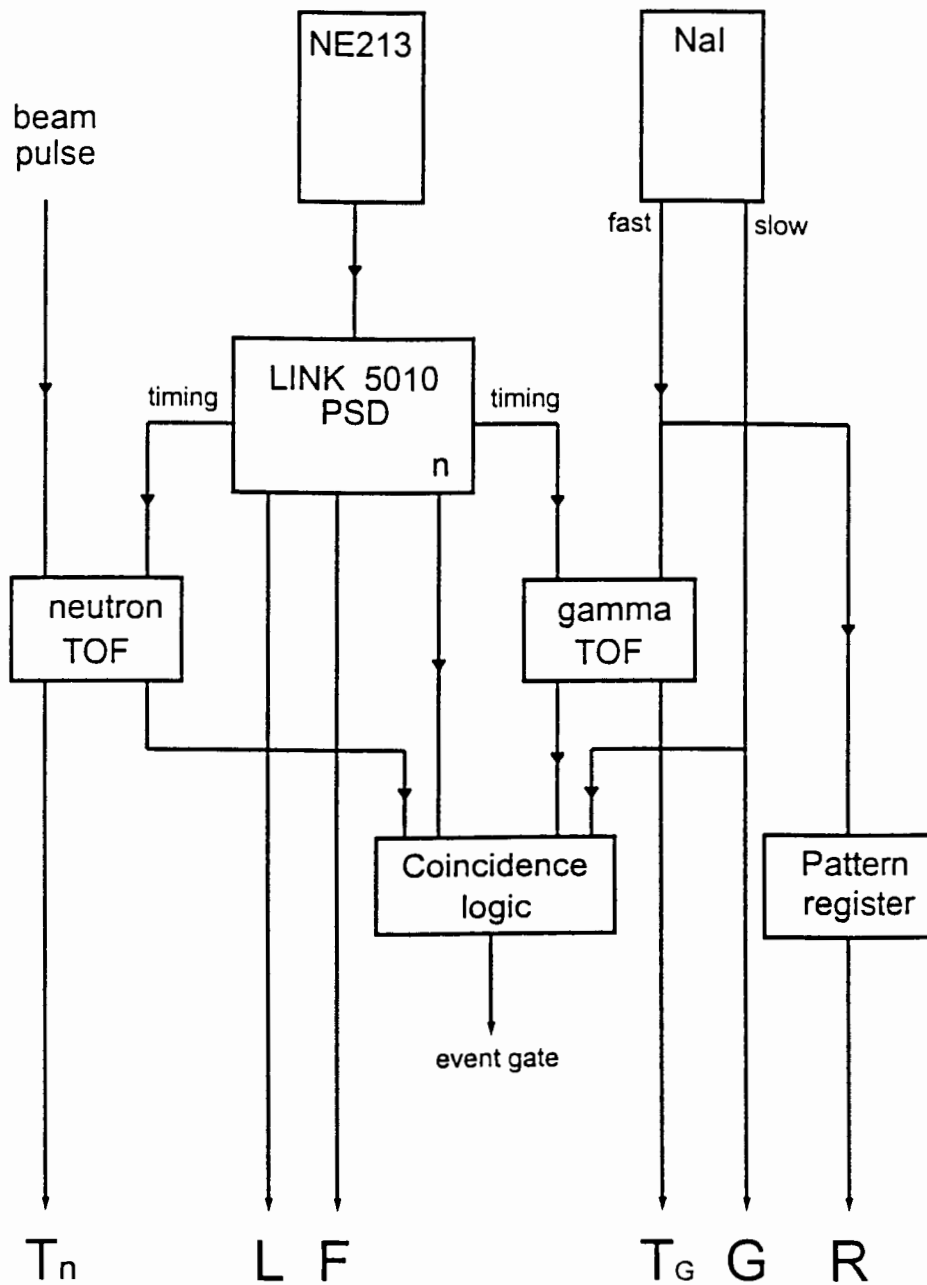 NE213
NaI
beam
pulse
fast
slow
LINK 5010
PSD
n
timing
timing
neutron
TOF
gamma
TOF
Coincidence
logic
Pattern
register
event gate
Tn
L
F
TG
G
R